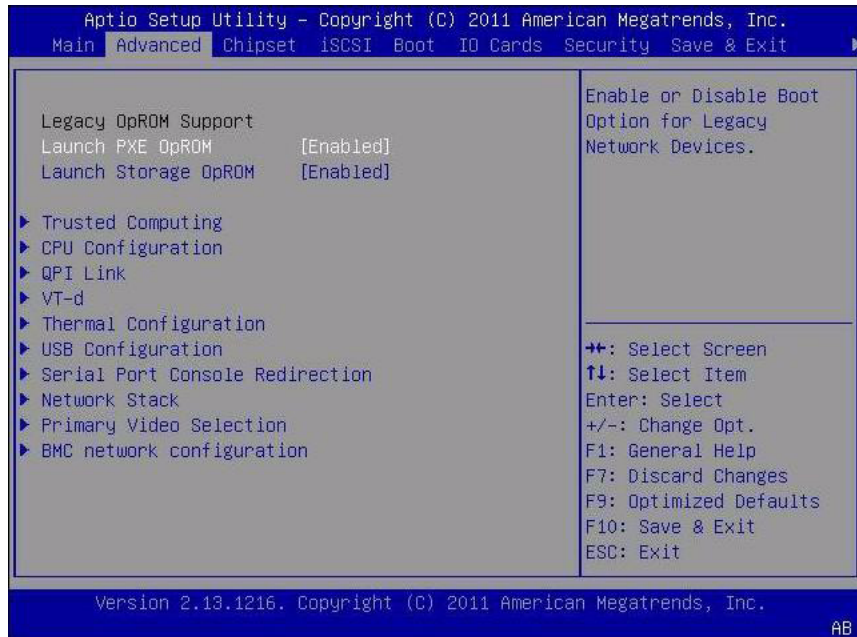 Aptio Setup Utility – Copyright (C) 2011 American Megatrends, Inc.
Main Advanced Chipset iSCSI Boot IO Cards Security Save & Exit ▶
Legacy OpROM Support
Launch PXE OpROM [Enabled]
Launch Storage OpROM [Enabled]
▶ Trusted Computing
▶ CPU Configuration
▶ QPI Link
▶ VT-d
▶ Thermal Configuration
▶ USB Configuration
▶ Serial Port Console Redirection
▶ Network Stack
▶ Primary Video Selection
▶ BMC network configuration
Enable or Disable Boot
Option for Legacy
Network Devices.
→←: Select Screen
↑↓: Select Item
Enter: Select
+/-: Change Opt.
F1: General Help
F7: Discard Changes
F9: Optimized Defaults
F10: Save & Exit
ESC: Exit
Version 2.13.1216. Copyright (C) 2011 American Megatrends, Inc.
AB